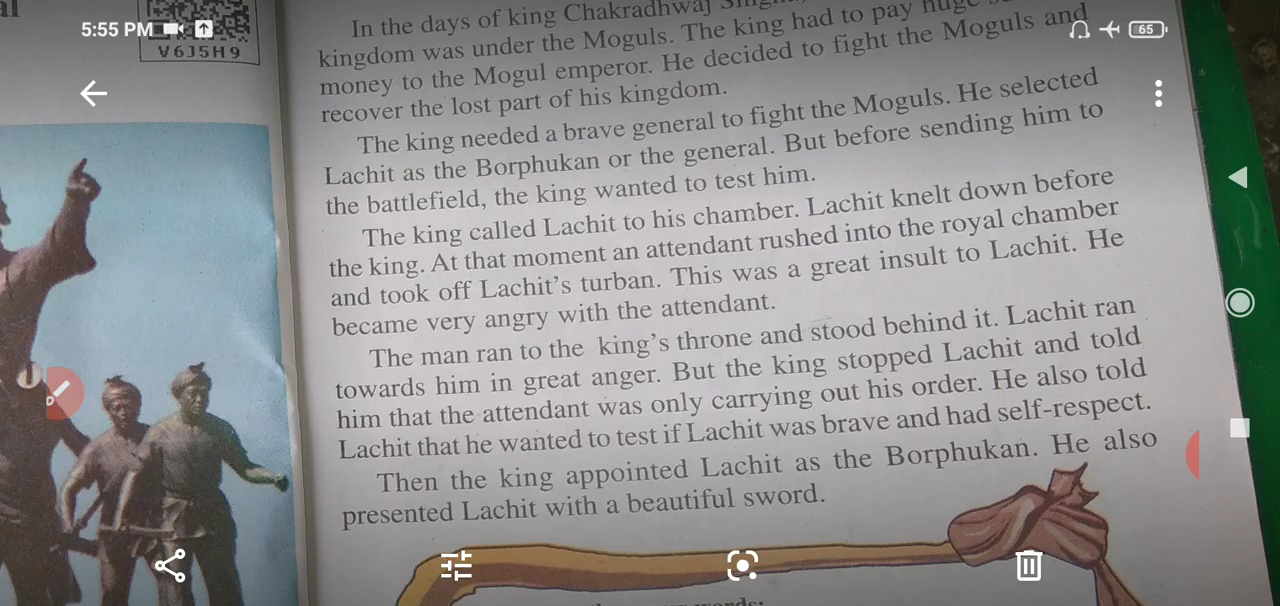 al
5:55 PM
65
V6J5H9
In the days of king Chakradhwaj
kingdom was under the Moguls. The king had to pay huge
money to the Mogul emperor. He decided to fight the Moguls and
recover the lost part of his kingdom.
The king needed a brave general to fight the Moguls. He selected
Lachit as the Borphukan or the general. But before sending him to
the battlefield, the king wanted to test him.
The king called Lachit to his chamber. Lachit knelt down before
the king. At that moment an attendant rushed into the royal chamber
and took off Lachit's turban. This was a great insult to Lachit. He
became very angry with the attendant.
The man ran to the king's throne and stood behind it. Lachit ran
towards him in great anger. But the king stopped Lachit and told
him that the attendant was only carrying out his order. He also told
Lachit that he wanted to test if Lachit was brave and had self-respect.
Then the king appointed Lachit as the Borphukan. He also
presented Lachit with a beautiful sword.
words: